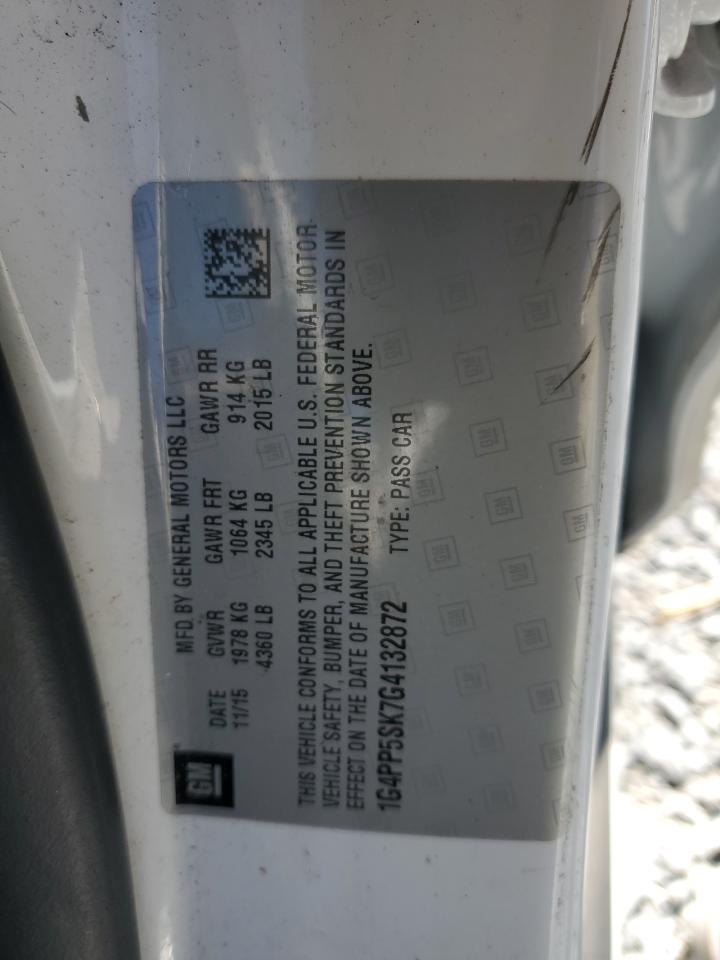 GM
MFD BY GENERAL MOTORS LLC
DATE GVWR GAWR FRT GAWR RR
11/15 1978 KG 1064 KG 914 KG
4360 LB 2345 LB 2015 LB
THIS VEHICLE CONFORMS TO ALL APPLICABLE U.S. FEDERAL MOTOR
VEHICLE SAFETY, BUMPER, AND THEFT PREVENTION STANDARDS IN
EFFECT ON THE DATE OF MANUFACTURE SHOWN ABOVE.
1G4PP5SK7G4132872 TYPE: PASS CAR